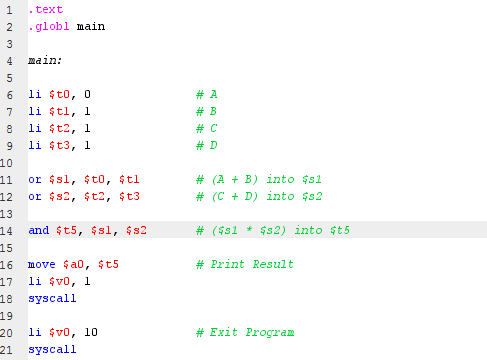 1 .text
2 .globl main
3
4 main:
5
6 li $t0, 0 # A
7 li $t1, 1 # B
8 li $t2, 1 # C
9 li $t3, 1 # D
10
11 or $s1, $t0, $t1 # (A + B) into $s1
12 or $s2, $t2, $t3 # (C + D) into $s2
13
14 and $t5, $s1, $s2 # ($s1 * $s2) into $t5
15
16 move $a0, $t5 # Print Result
17 li $v0, 1
18 syscall
19
20 li $v0, 10 # Exit Program
21 syscall